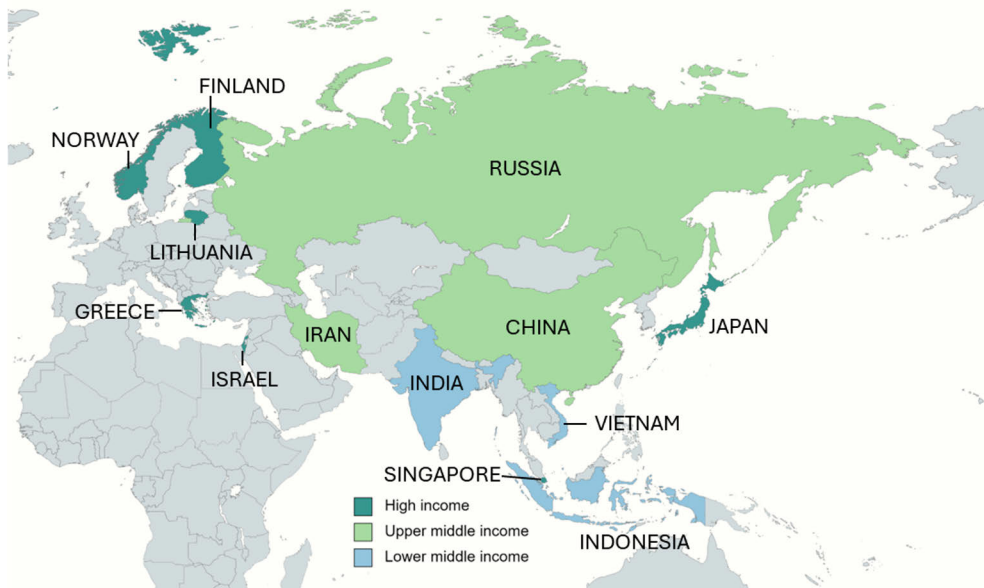 FINLAND
NORWAY
RUSSIA
LITHUANIA
GREECE
IRAN
CHINA
JAPAN
ISRAEL
INDIA
VIETNAM
SINGAPORE
High income
Upper middle income
Lower middle income
INDONESIA